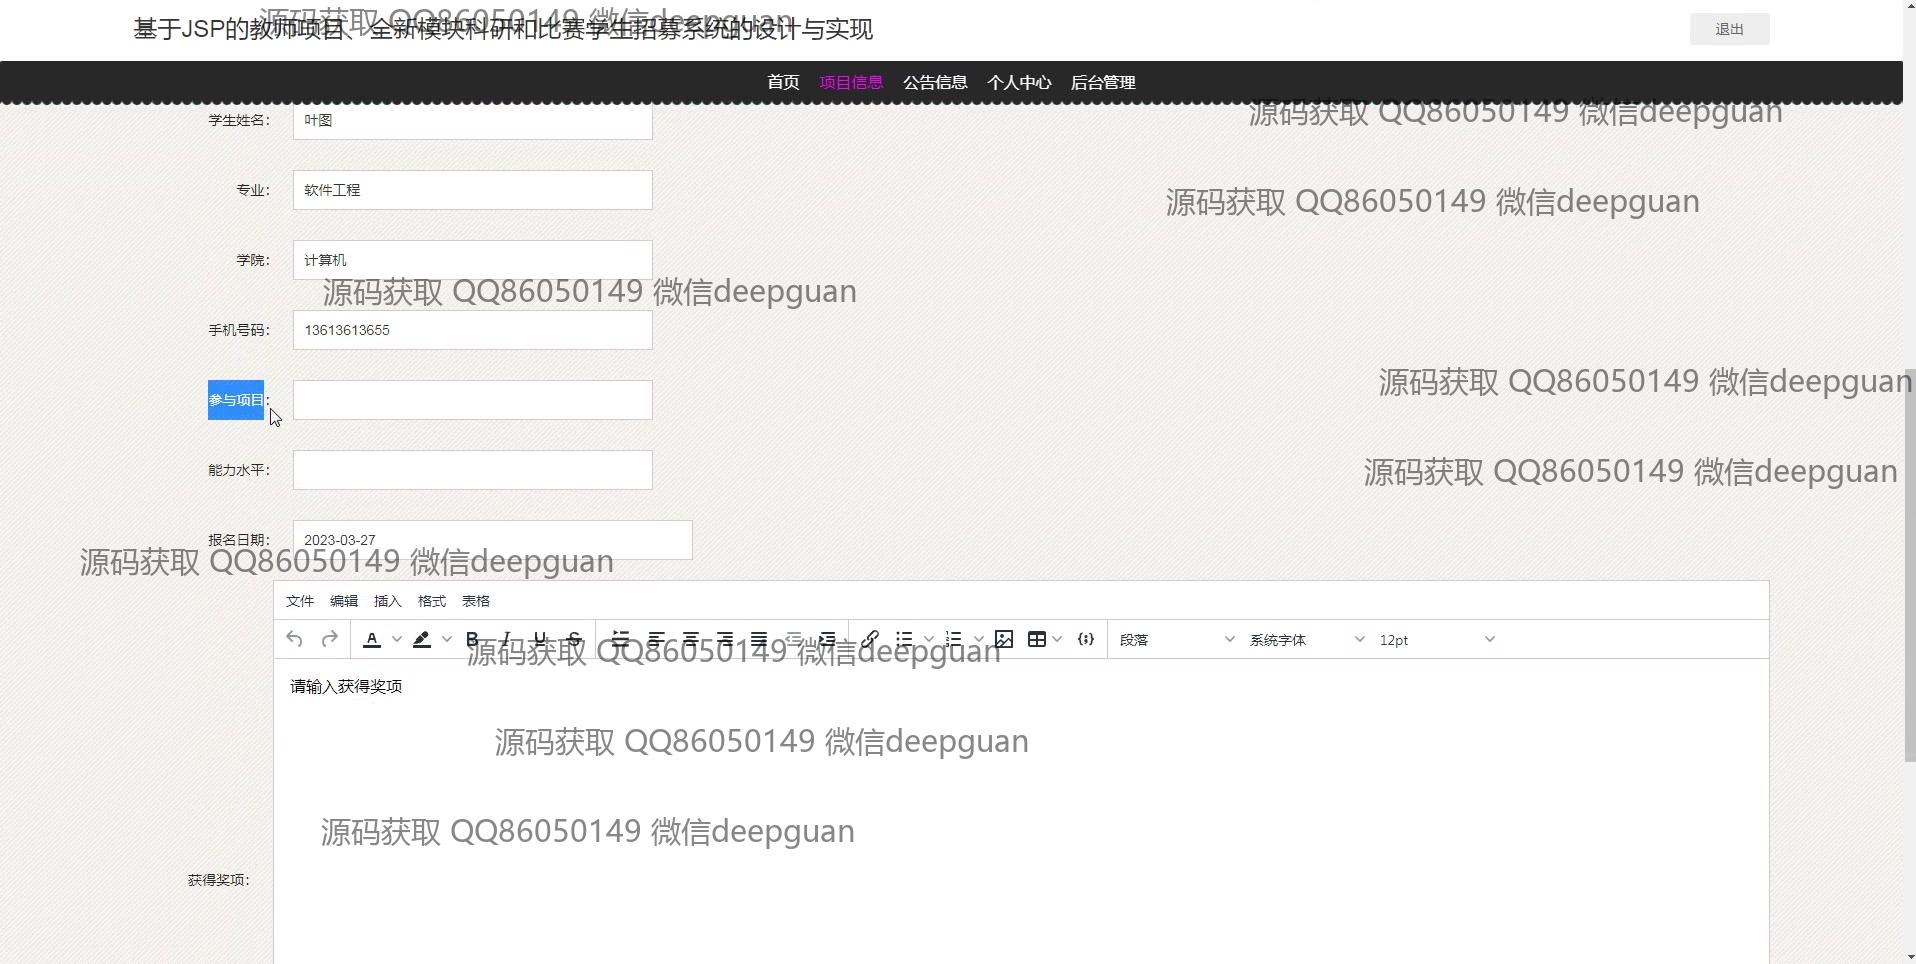 源码获取 QQ86050149 微信deepguan
基于JSP的教师项目、全新模块科研和比赛学生招募系统的设计与实现
退出
首页 项目信息 公告信息 个人中心 后台管理
源码获取 QQ86050149 微信deepguan
学生姓名： 叶图
专业： 软件工程
源码获取 QQ86050149 微信deepguan
学院： 计算机
源码获取 QQ86050149 微信deepguan
手机号码： 13613613655
源码获取 QQ86050149 微信deepguan
参与项目：
能力水平：
源码获取 QQ86050149 微信deepguan
报名日期： 2023-03-27
源码获取 QQ86050149 微信deepguan
文件 编辑 插入 格式 表格
段落 系统字体 12pt
源码获取 QQ86050149 微信deepguan
请输入获得奖项
源码获取 QQ86050149 微信deepguan
源码获取 QQ86050149 微信deepguan
获得奖项：